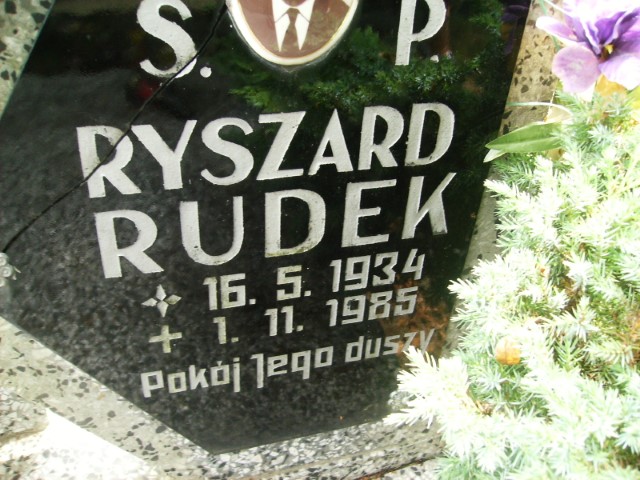 S. P.
RYSZARD
RUDEK
16. 5. 1934
+ 1. 11. 1985
Pokój Jego duszy